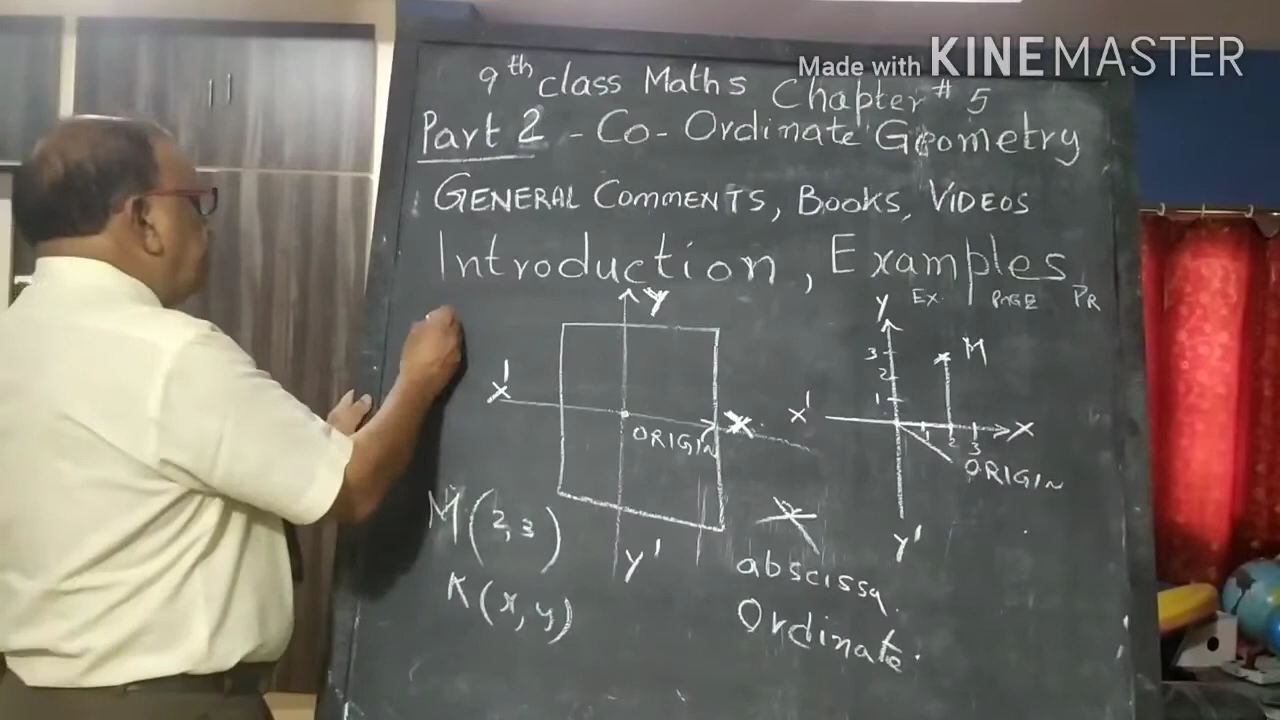 Made with KINEMASTER
9th class Maths Chapter # 5
Part 2 - Co-Ordinate Geometry
GENERAL COMMENTS, BOOKS, VIDEOS
Introduction, Examples
EX. PAGE PR
Y
X'
ORIGIN
X
Y'
Y
3
2
1
M
X'
1 2 3
X
ORIGIN
Y'
M(2,3)
K(x,y)
abscissa
Ordinate